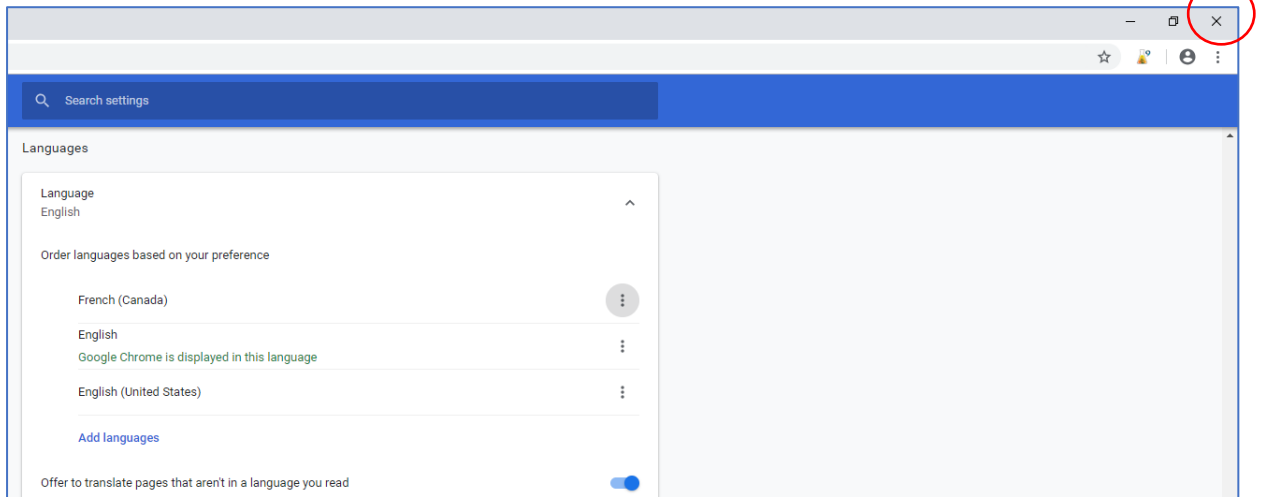 Search settings
Languages
Language
English
Order languages based on your preference
French (Canada)
English
Google Chrome is displayed in this language
English (United States)
Add languages
Offer to translate pages that aren't in a language you read